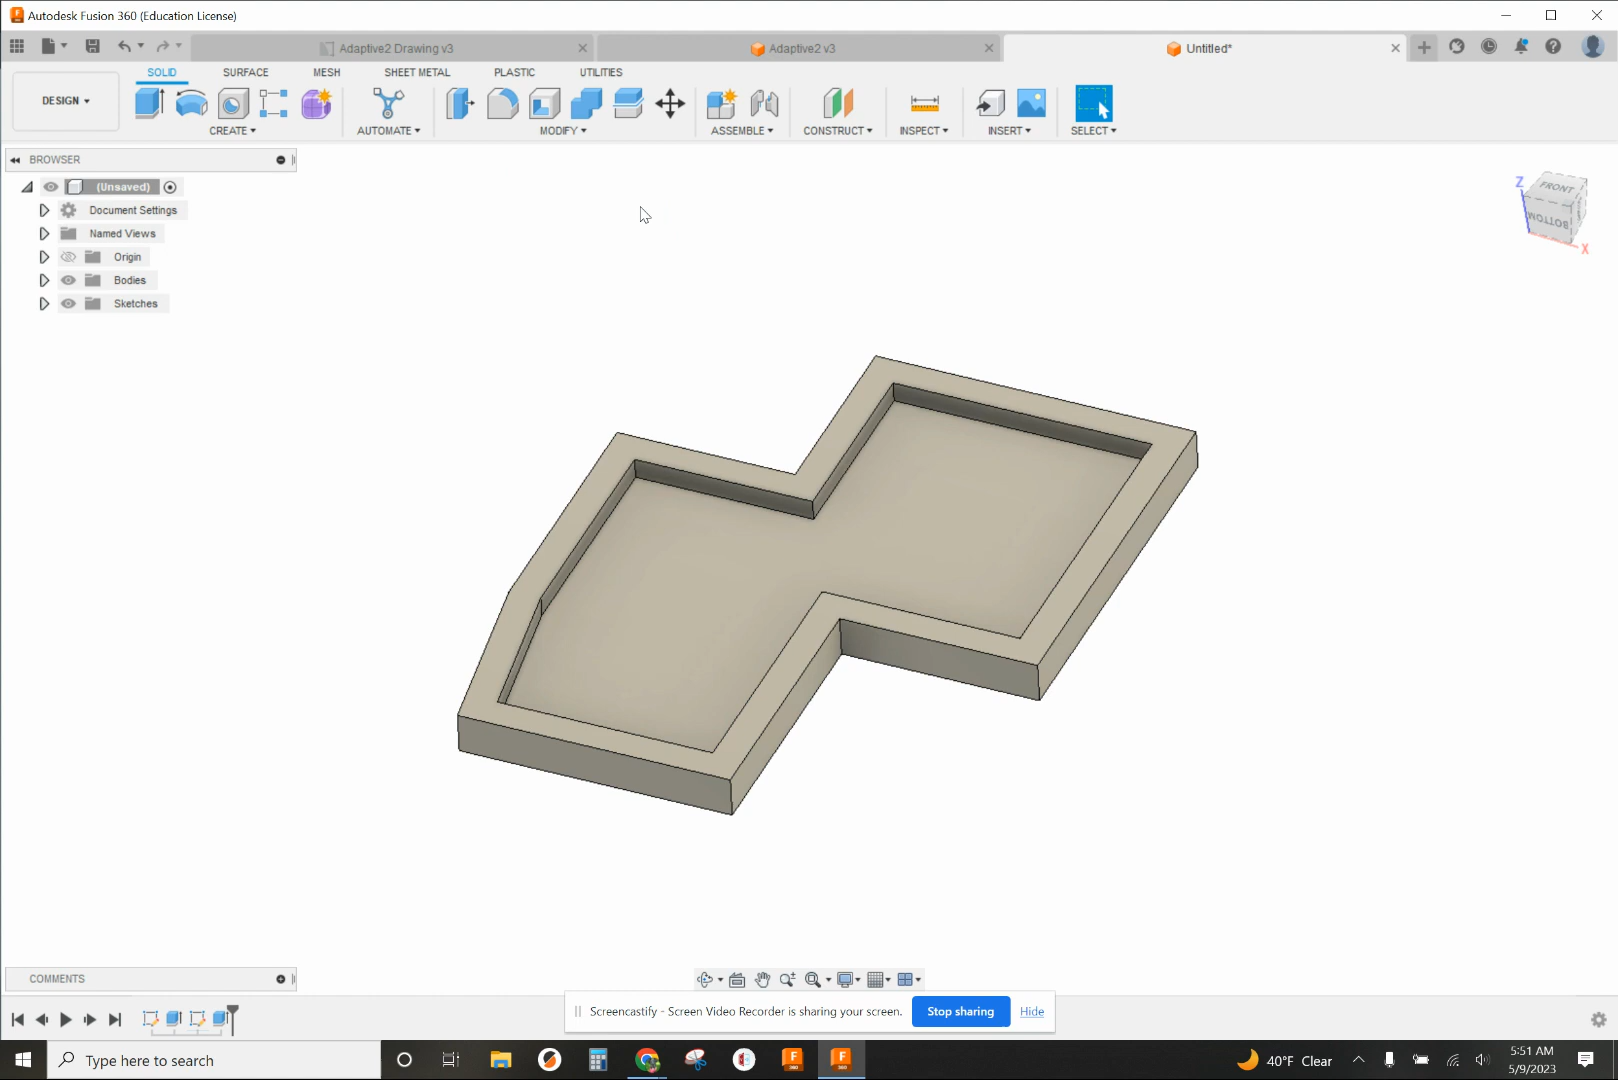 Autodesk Fusion 360 (Education License)
Adaptive2 Drawing v3
Adaptive2 v3
Untitled*
DESIGN
SOLID SURFACE MESH SHEET METAL PLASTIC UTILITIES
CREATE AUTOMATE MODIFY ASSEMBLE CONSTRUCT INSPECT INSERT SELECT
BROWSER
(Unsaved)
Document Settings
Named Views
Origin
Bodies
Sketches
Z
FRONT
BOTTOM
X
COMMENTS
Screencastify - Screen Video Recorder is sharing your screen. Stop sharing Hide
Type here to search
40°F Clear
5:51 AM
5/9/2023